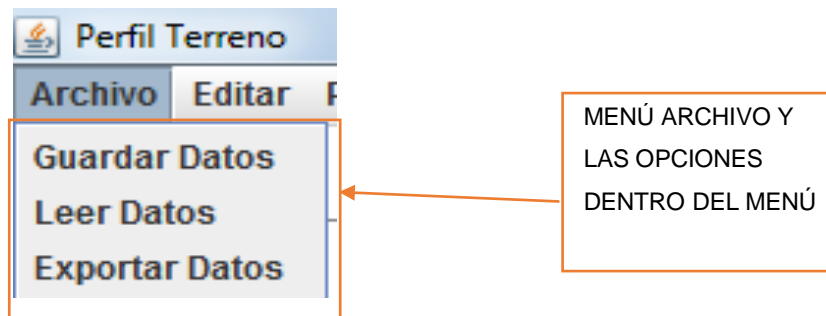 Perfil Terreno
Archivo Editar
Guardar Datos
Leer Datos
Exportar Datos
MENÚ ARCHIVO Y
LAS OPCIONES
DENTRO DEL MENÚ